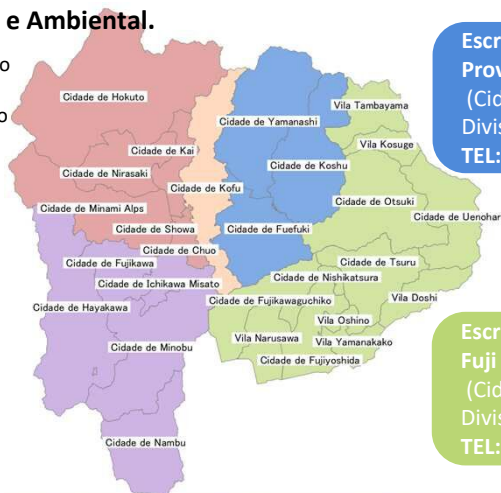 e Ambiental.
o
o
Cidade de Hokuto
Cidade de Yamanashi
Vila Tambayama
Vila Kosuge
Cidade de Kai
Cidade de Koshu
Cidade de Nirasaki
Cidade de Kofu
Cidade de Otsuki
Cidade de Minami Alps
Cidade de Uenohar
Cidade de Showa
Cidade de Fuefuki
Cidade de Chuo
Cidade de Fujikawa
Cidade de Tsuru
Cidade de Nishikatsura
Cidade de Ichikawa Misato
Vila Doshi
Cidade de Fujikawaguchiko
Cidade de Hayakawa
Vila Oshino
Vila Narusawa
Vila Yamanakako
Cidade de Minobu
Cidade de Fujiyoshida
Cidade de Nambu
Escr
Prov
(Cid
Divis
TEL:
Escr
Fuji
(Cid
Divis
TEL: